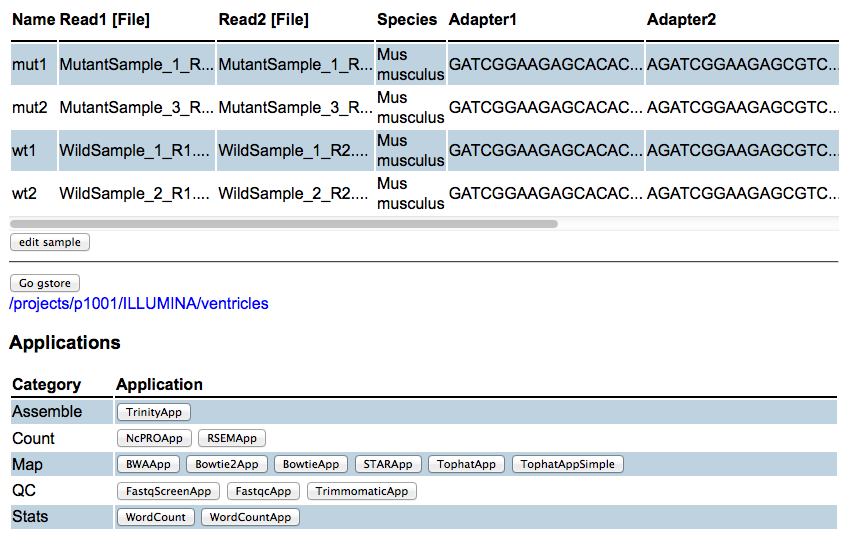 Name Read1 [File] Read2 [File] Species Adapter1 Adapter2
mut1 MutantSample_1_R... MutantSample_1_R... Mus musculus GATCGGAAGAGCACAC... AGATCGGAAGAGCGTC...
mut2 MutantSample_3_R... MutantSample_3_R... Mus musculus GATCGGAAGAGCACAC... AGATCGGAAGAGCGTC...
wt1 WildSample_1_R1.... WildSample_1_R2.... Mus musculus GATCGGAAGAGCACAC... AGATCGGAAGAGCGTC...
wt2 WildSample_2_R1.... WildSample_2_R2.... Mus musculus GATCGGAAGAGCACAC... AGATCGGAAGAGCGTC...
edit sample
Go gstore
/projects/p1001/ILLUMINA/ventricles
Applications
Category Application
Assemble TrinityApp
Count NcPROApp RSEMApp
Map BWAApp Bowtie2App BowtieApp STARApp TophatApp TophatAppSimple
QC FastqScreenApp FastqcApp TrimmomaticApp
Stats WordCount WordCountApp